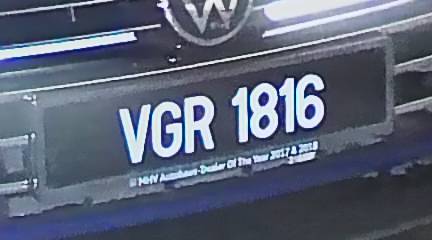 VGR 1816
MHV Autohaus-Dealer Of The Year 2017 & 2018